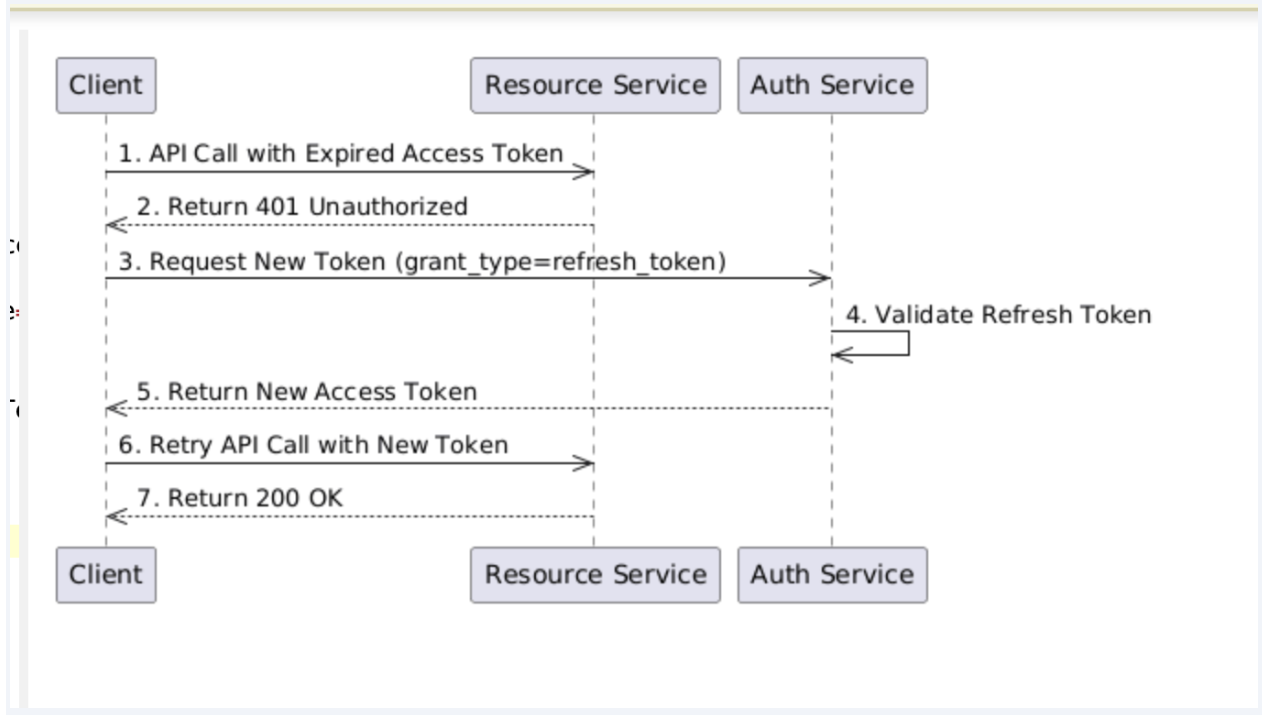 Client
Resource Service
Auth Service
1. API Call with Expired Access Token
2. Return 401 Unauthorized
3. Request New Token (grant_type=refresh_token)
4. Validate Refresh Token
5. Return New Access Token
6. Retry API Call with New Token
7. Return 200 OK
Client
Resource Service
Auth Service